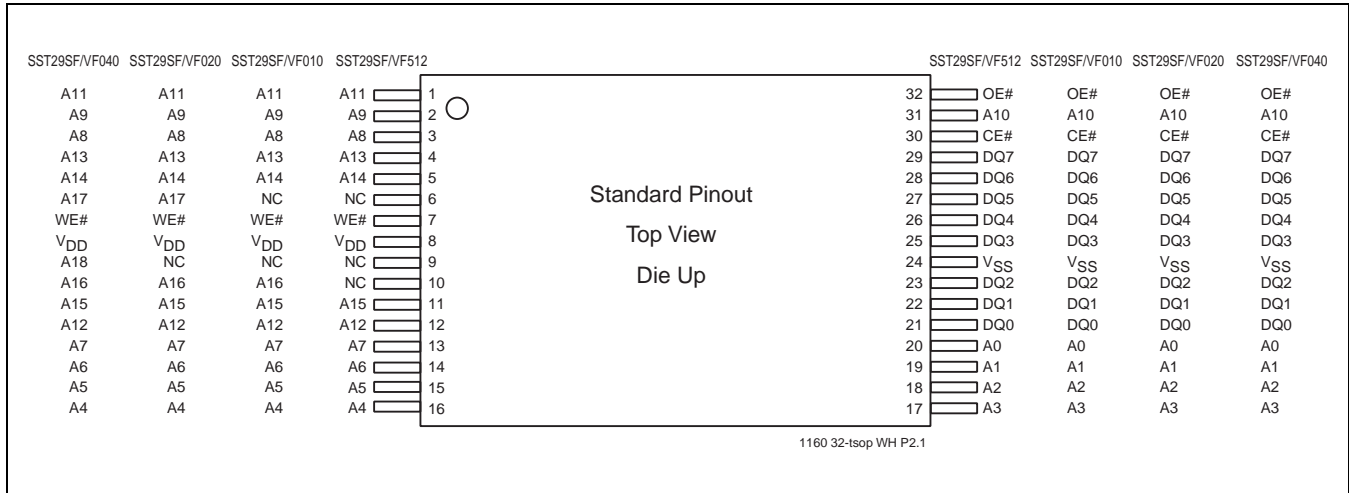 SST29SF/VF040 SST29SF/VF020 SST29SF/VF010 SST29SF/VF512 SST29SF/VF512 SST29SF/VF010 SST29SF/VF020 SST29SF/VF040
A11 A11 A11 A11 1 32 OE# OE# OE# OE#
A9 A9 A9 A9 2 31 A10 A10 A10 A10
A8 A8 A8 A8 3 30 CE# CE# CE# CE#
A13 A13 A13 A13 4 29 DQ7 DQ7 DQ7 DQ7
A14 A14 A14 A14 5 28 DQ6 DQ6 DQ6 DQ6
A17 A17 NC NC 6 Standard Pinout 27 DQ5 DQ5 DQ5 DQ5
WE# WE# WE# WE# 7 26 DQ4 DQ4 DQ4 DQ4
VDD VDD VDD VDD 8 Top View 25 DQ3 DQ3 DQ3 DQ3
A18 NC NC NC 9 24 VSS VSS VSS VSS
A16 A16 A16 NC 10 Die Up 23 DQ2 DQ2 DQ2 DQ2
A15 A15 A15 A15 11 22 DQ1 DQ1 DQ1 DQ1
A12 A12 A12 A12 12 21 DQ0 DQ0 DQ0 DQ0
A7 A7 A7 A7 13 20 A0 A0 A0 A0
A6 A6 A6 A6 14 19 A1 A1 A1 A1
A5 A5 A5 A5 15 18 A2 A2 A2 A2
A4 A4 A4 A4 16 17 A3 A3 A3 A3
1160 32-tsop WH P2.1